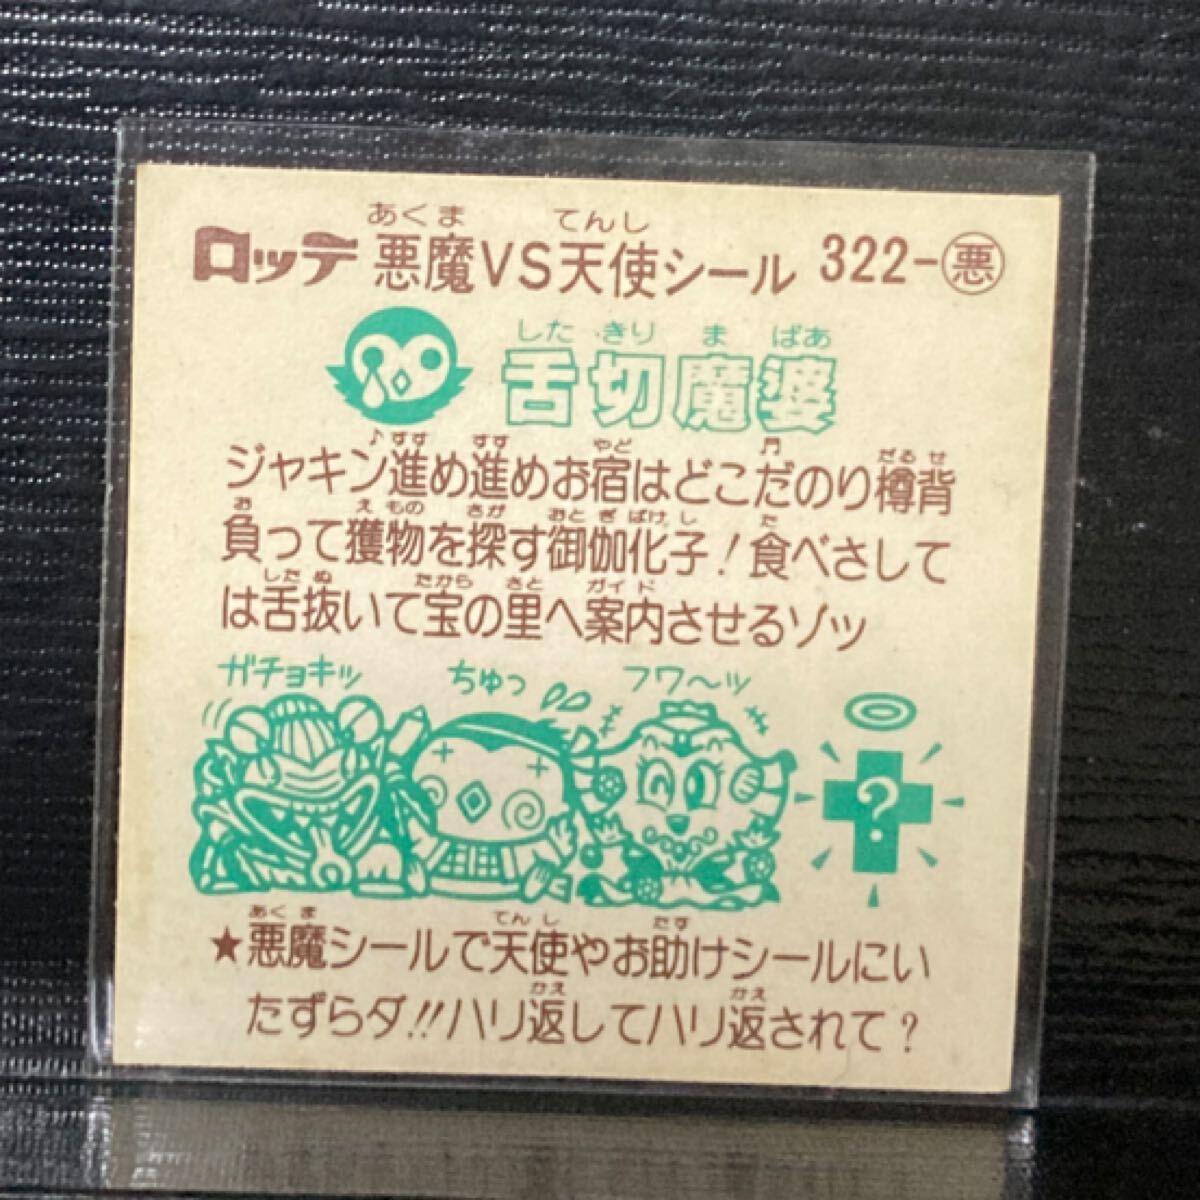 あくま てんし
ロッテ 悪魔VS天使シール 322-悪
した きり ま ばあ
舌切魔婆
♪すす すす やど ♬ だる せ
ジャキン進め進めお宿はどこだのり樽背
お えもの さが おとぎばけし た
負って獲物を探す御伽化子!食べさして
したぬ たから さと ガイド
は舌抜いて宝の里へ案内させるゾッ
ガチョキッ ちゅっ フワ〜ッ
?
あくま てんし たす
★悪魔シールで天使やお助けシールにい
かえ かえ
たずらダ!!ハリ返してハリ返されて?